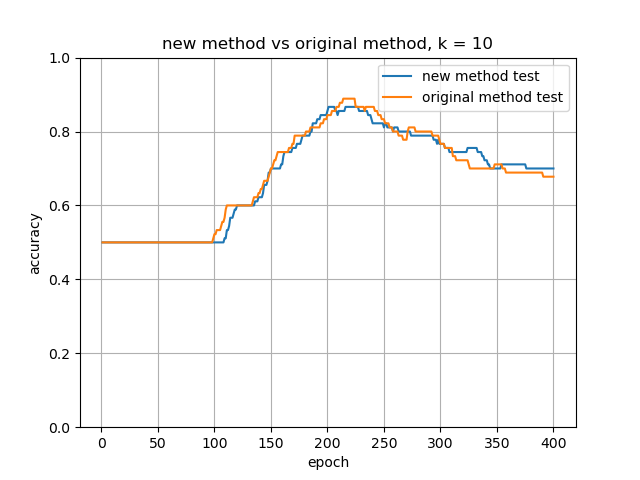 new method vs original method, k = 10
new method test
original method test
1.0
0.8
0.6
0.4
0.2
0.0
accuracy
0 50 100 150 200 250 300 350 400
epoch